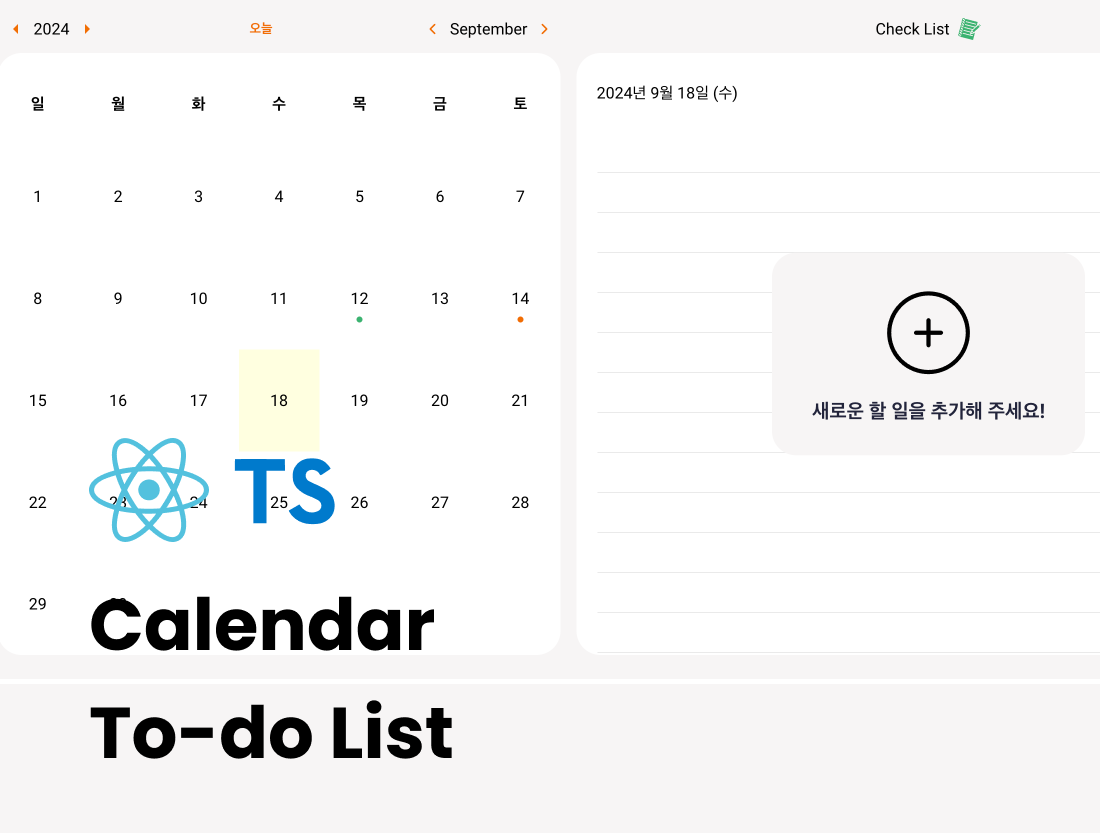 2024 오늘 September
일 월 화 수 목 금 토
1 2 3 4 5 6 7
8 9 10 11 12 13 14
15 16 17 18 19 20 21
22 23 24 25 26 27 28
29 30
Check List
2024년 9월 18일 (수)
새로운 할 일을 추가해 주세요!
TS
Calendar
To-do List